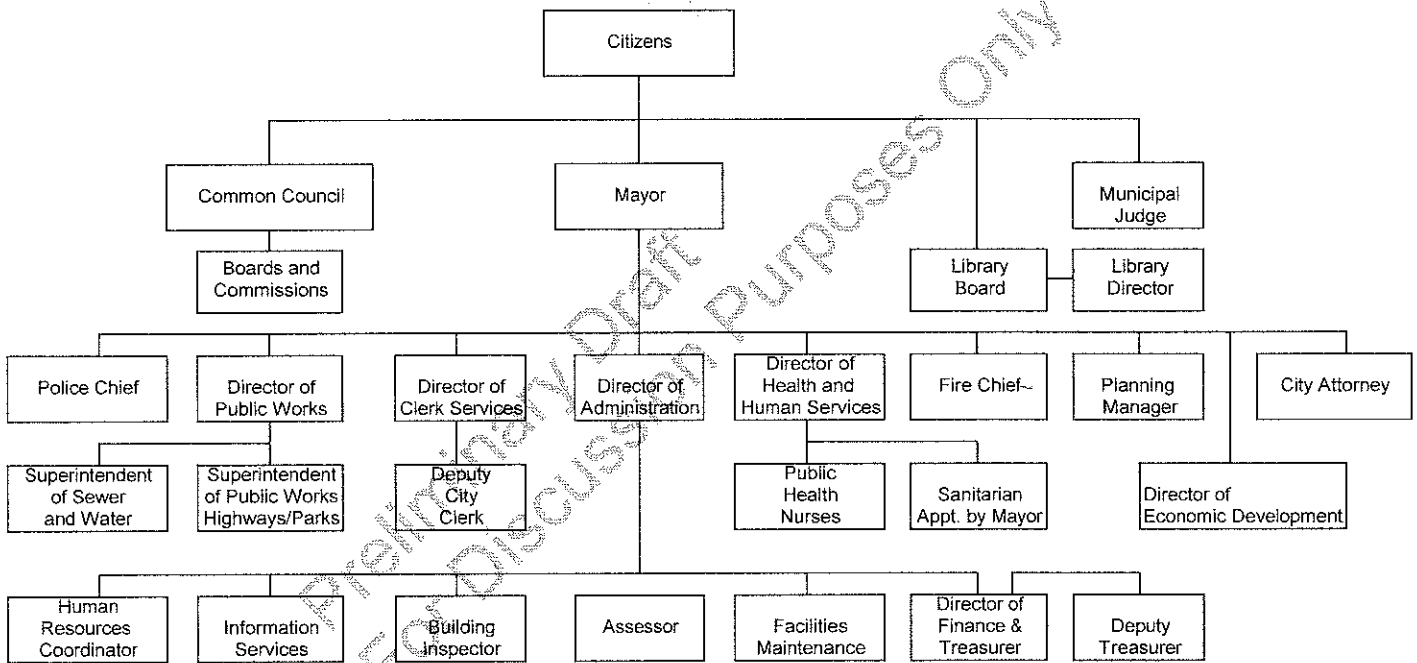 Citizens
Common Council
Mayor
Municipal
Judge
Boards and
Commissions
Library
Board
Library
Director
Police Chief
Director of
Public Works
Director of
Clerk Services
Director of
Administration
Director of
Health and
Human Services
Fire Chief~
Planning
Manager
City Attorney
Superintendent
of Sewer
and Water
Superintendent
of Public Works
Highways/Parks
Deputy
City
Clerk
Public
Health
Nurses
Sanitarian
Appt. by Mayor
Director of
Economic Development
Human
Resources
Coordinator
Information
Services
Building
Inspector
Assessor
Facilities
Maintenance
Director of
Finance &
Treasurer
Deputy
Treasurer
Preliminary Draft
For Discussion Purposes Only